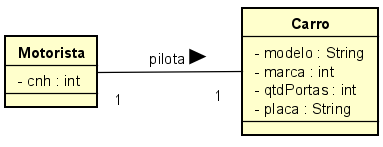 Motorista
- cnh : int
pilota
1
1
Carro
- modelo : String
- marca : int
- qtdPortas : int
- placa : String